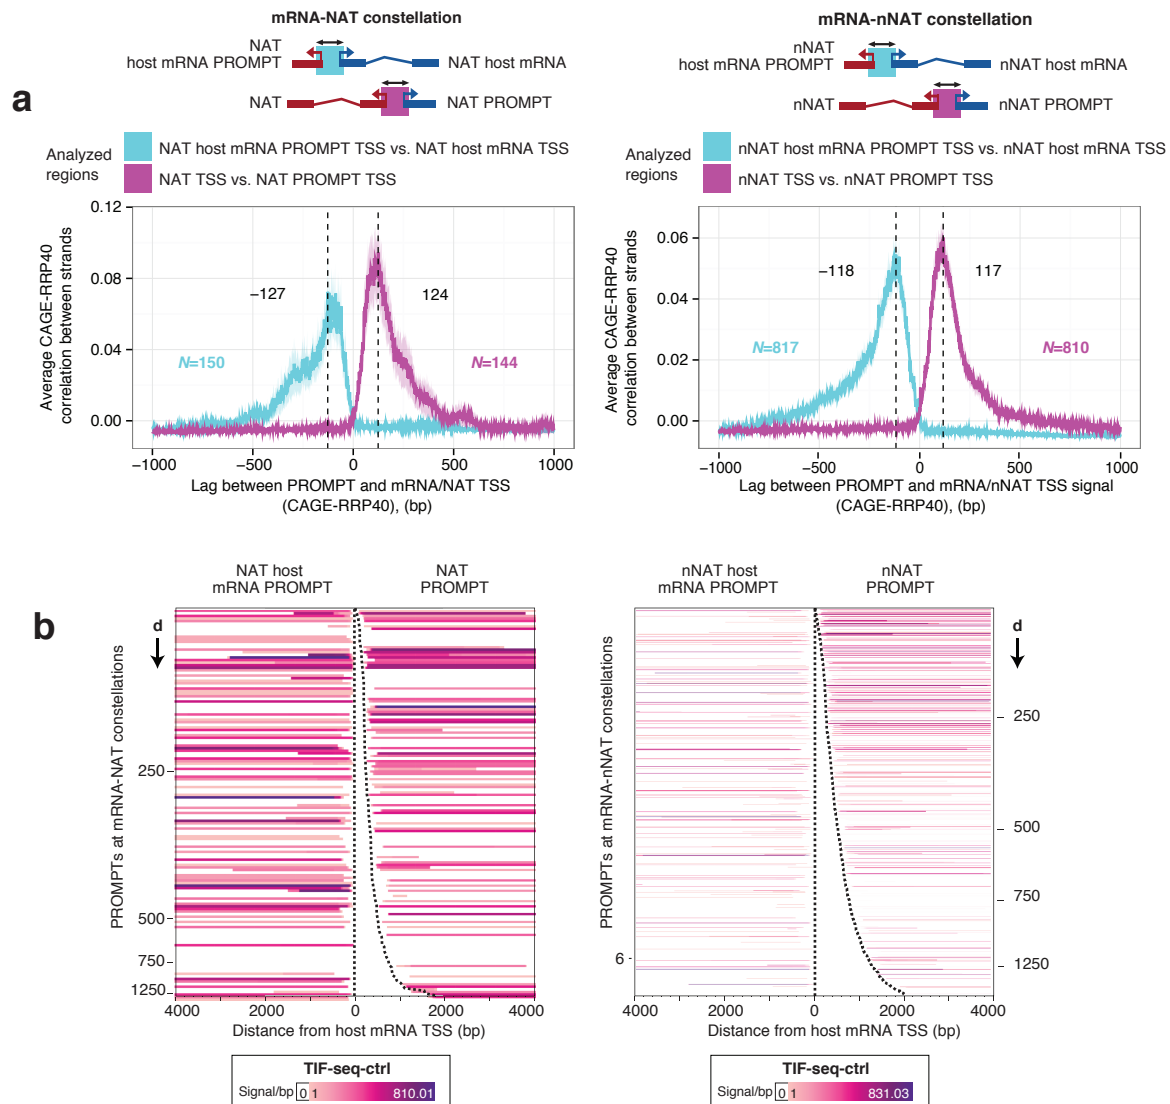 mRNA-NAT constellation
NAT
host mRNA PROMPT
NAT host mRNA
NAT
NAT PROMPT
mRNA-nNAT constellation
nNAT
host mRNA PROMPT
nNAT host mRNA
nNAT
nNAT PROMPT
a
Analyzed
regions
NAT host mRNA PROMPT TSS vs. NAT host mRNA TSS
NAT TSS vs. NAT PROMPT TSS
Analyzed
regions
nNAT host mRNA PROMPT TSS vs. nNAT host mRNA TSS
nNAT TSS vs. nNAT PROMPT TSS
Average CAGE-RRP40
correlation between strands
0.12
0.08
0.04
0.00
−127
124
N=150
N=144
−1000
−500
0
500
1000
Lag between PROMPT and mRNA/NAT TSS
(CAGE-RRP40), (bp)
Average CAGE-RRP40
correlation between strands
0.06
0.04
0.02
0.00
−118
117
N=817
N=810
−1000
−500
0
500
1000
Lag between PROMPT and mRNA/nNAT TSS signal
(CAGE-RRP40), (bp)
b
NAT host
mRNA PROMPT
NAT
PROMPT
d
PROMPTs at mRNA-NAT constellations
250
500
750
1250
4000
2000
0
2000
4000
Distance from host mRNA TSS (bp)
TIF-seq-ctrl
Signal/bp
0
1
810.01
nNAT host
mRNA PROMPT
nNAT
PROMPT
d
PROMPTs at mRNA-nNAT constellations
6
250
500
750
1250
4000
2000
0
2000
4000
Distance from host mRNA TSS (bp)
TIF-seq-ctrl
Signal/bp
0
1
831.03